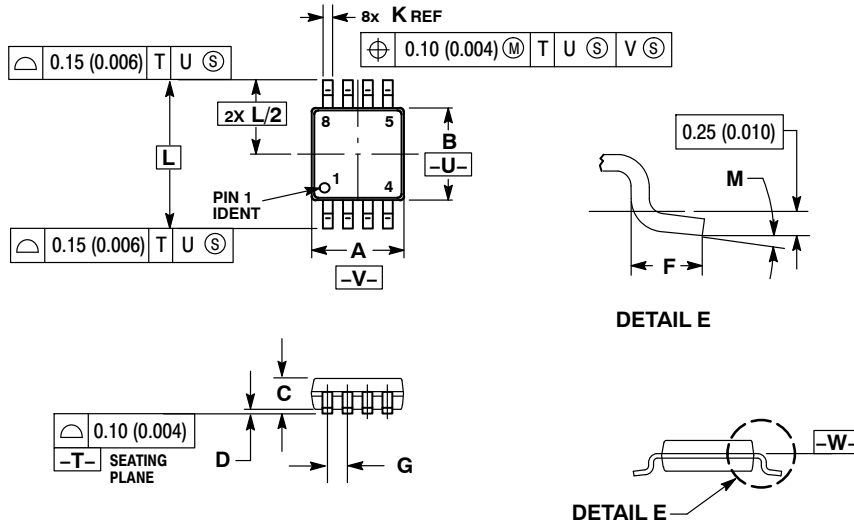 8x K REF
⌖ 0.10 (0.004) Ⓜ T U Ⓢ V Ⓢ
⌓ 0.15 (0.006) T U Ⓢ
2X L/2
8 5
B
–U–
L
PIN 1
IDENT
1
4
⌓ 0.15 (0.006) T U Ⓢ
A
–V–
0.25 (0.010)
M
F
DETAIL E
C
⌓ 0.10 (0.004)
–T– SEATING
PLANE
D
G
–W–
DETAIL E